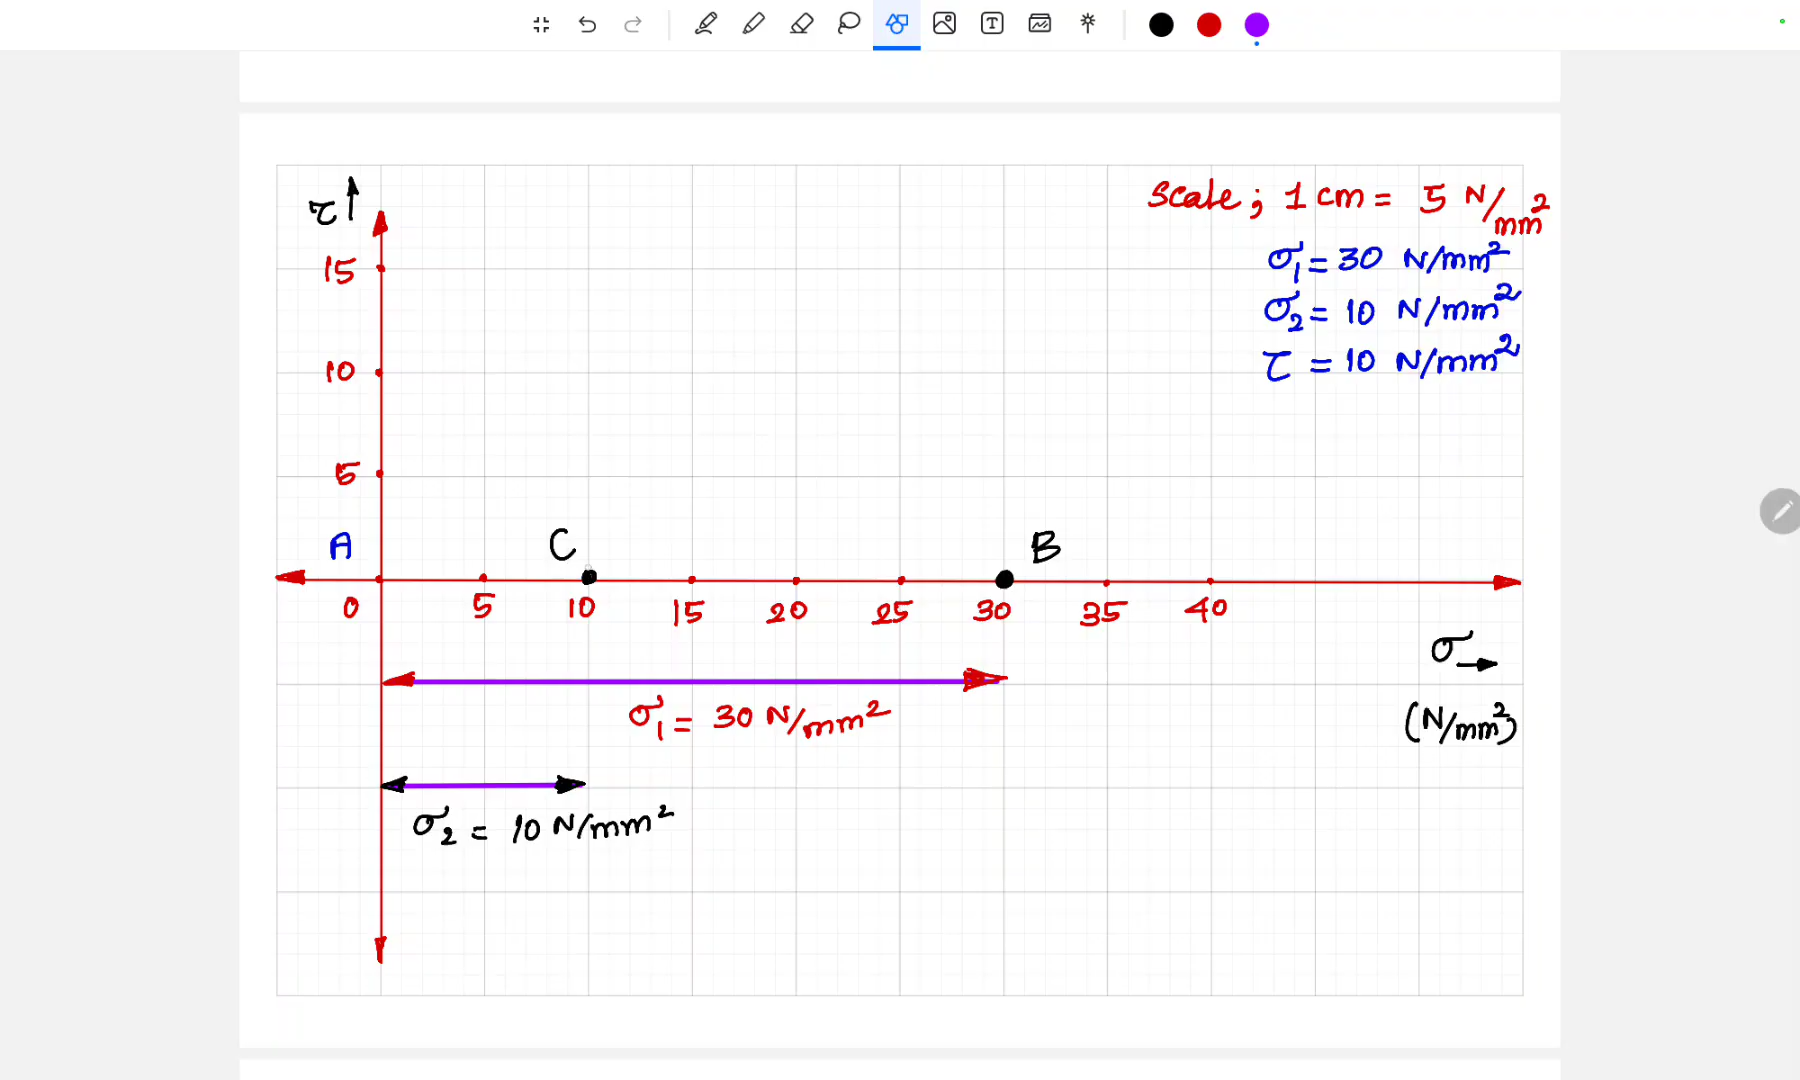 Scale; 1 cm = 5 N/mm²
τ ↑
σ₁ = 30 N/mm²
15
σ₂ = 10 N/mm²
τ = 10 N/mm²
10
5
A C B
0 5 10 15 20 25 30 35 40
σ →
(N/mm²)
σ₁ = 30 N/mm²
σ₂ = 10 N/mm²